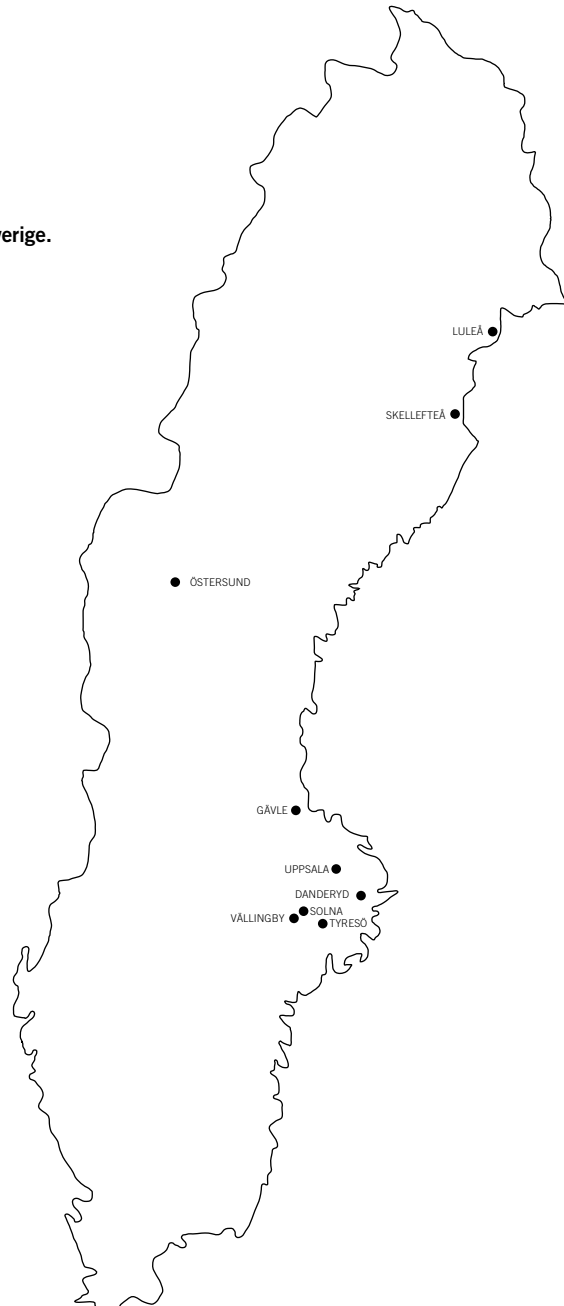 verige.
LULEÅ
SKELLEFTEÅ
ÖSTERSUND
GÄVLE
UPPSALA
DANDERYD
SOLNA
VÄLLINGBY
TYRESÖ